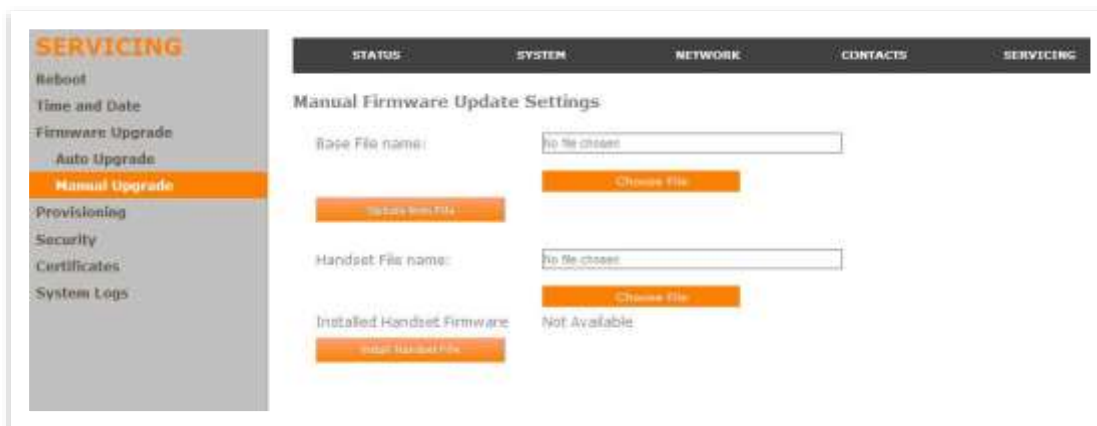 SERVICING
STATUS SYSTEM NETWORK CONTACTS SERVICING
Reboot
Time and Date
Firmware Upgrade
Auto Upgrade
Manual Upgrade
Provisioning
Security
Certificates
System Logs
Manual Firmware Update Settings
Base File name: No file chosen
Choose File
Update from File
Handset File name: No file chosen
Choose File
Installed Handset Firmware Not Available
Install Handset File